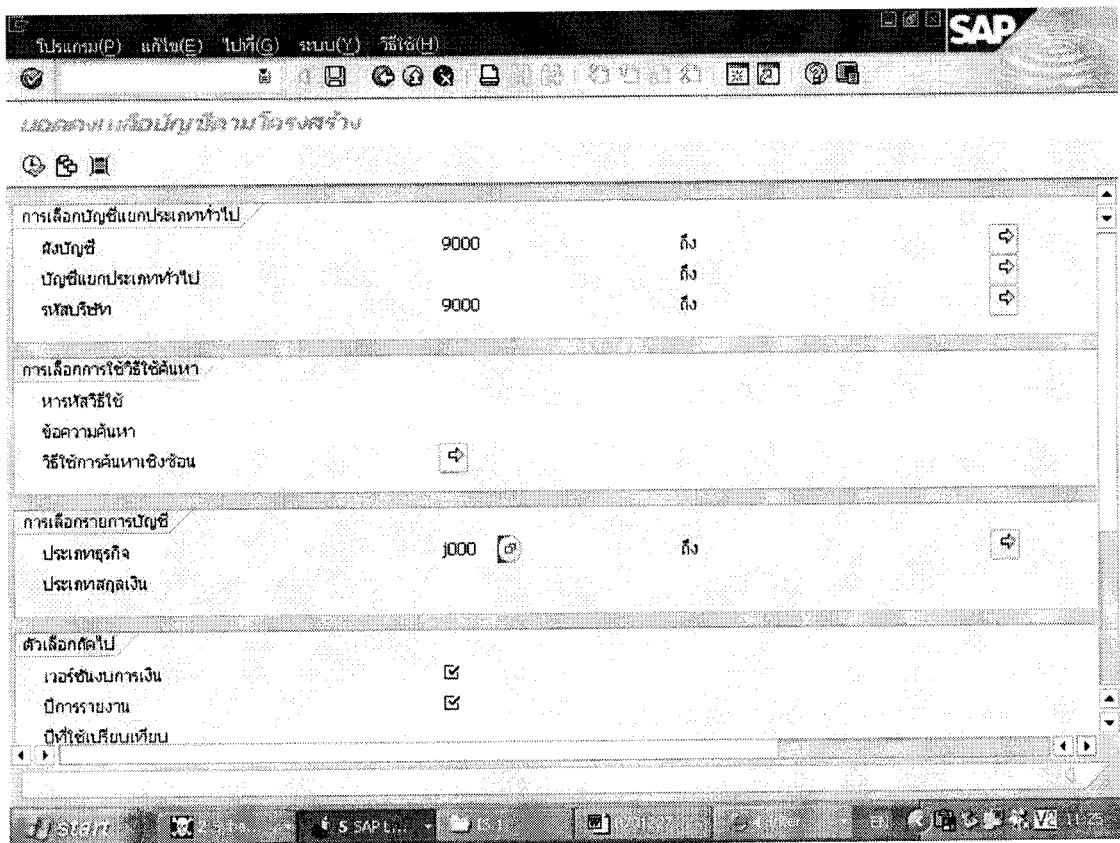 โปรแกรม(P) แก้ไข(E) ไปที่(G) ระบบ(Y) วิธีใช้(H)
SAP
ยอดคงเหลือบัญชีตามโครงสร้าง
การเลือกบัญชีแยกประเภททั่วไป
ผังบัญชี 9000 ถึง
บัญชีแยกประเภททั่วไป ถึง
รหัสบริษัท 9000 ถึง
การเลือกการใช้วิธีใช้ค้นหา
หารหัสวิธีใช้
ข้อความค้นหา
วิธีใช้การค้นหาเชิงซ้อน
การเลือกรายการบัญชี
ประเภทธุรกิจ j000 ถึง
ประเภทสกุลเงิน
ตัวเลือกถัดไป
เวอร์ชันงบการเงิน
ปีการรายงาน
ปีที่ใช้เปรียบเทียบ
start 5 SAP L... EN V2 11:25